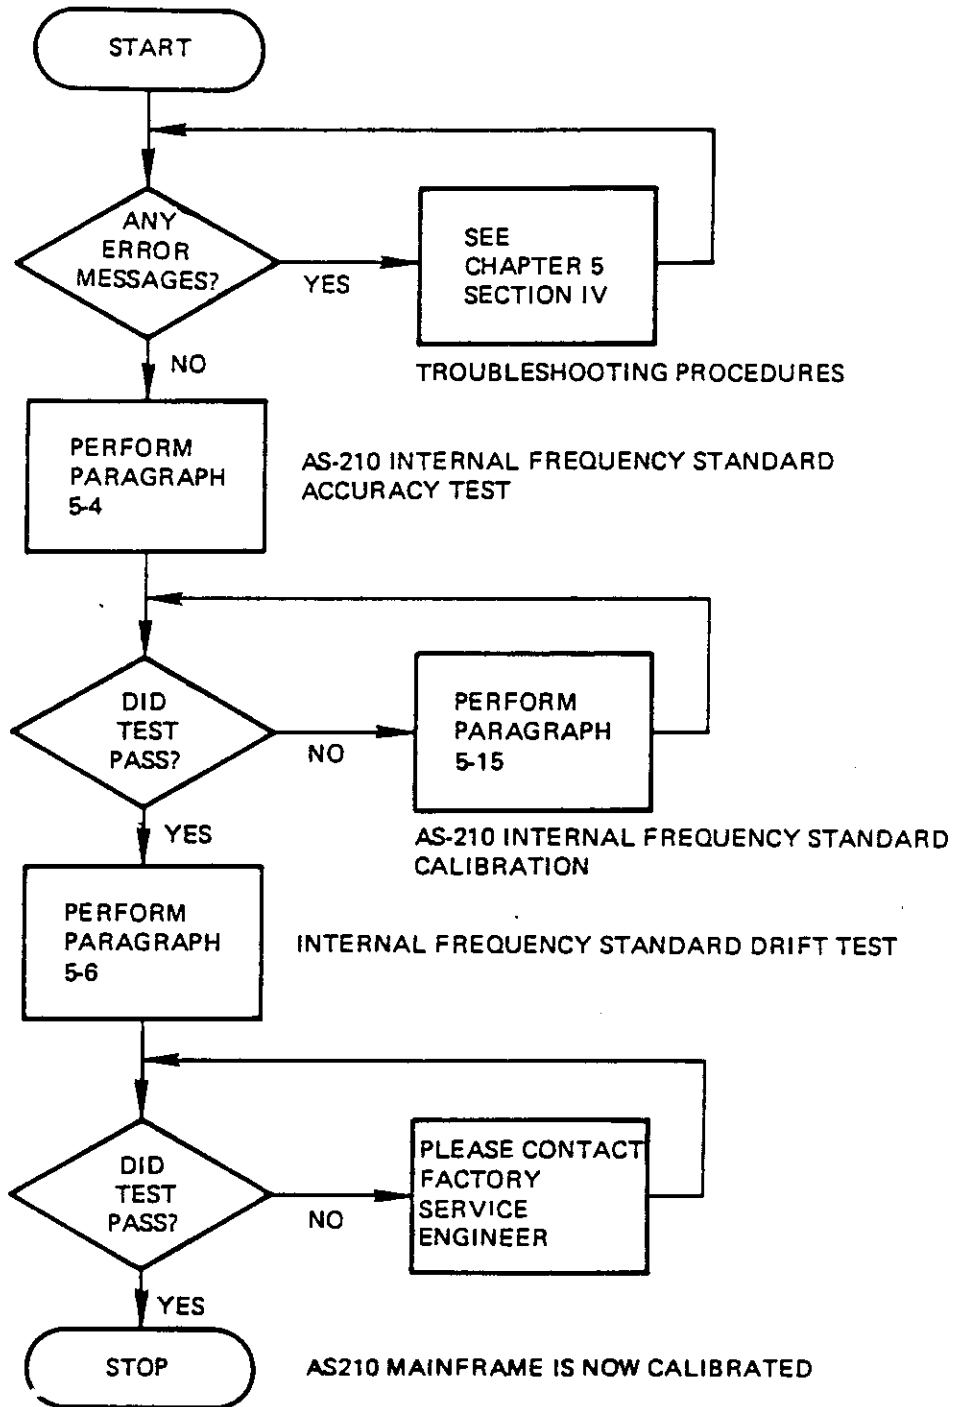 START
ANY
ERROR
MESSAGES?
YES
SEE
CHAPTER 5
SECTION IV
TROUBLESHOOTING PROCEDURES
NO
PERFORM
PARAGRAPH
5-4
AS-210 INTERNAL FREQUENCY STANDARD
ACCURACY TEST
DID
TEST
PASS?
NO
PERFORM
PARAGRAPH
5-15
AS-210 INTERNAL FREQUENCY STANDARD
CALIBRATION
YES
PERFORM
PARAGRAPH
5-6
INTERNAL FREQUENCY STANDARD DRIFT TEST
DID
TEST
PASS?
NO
PLEASE CONTACT
FACTORY
SERVICE
ENGINEER
YES
STOP
AS210 MAINFRAME IS NOW CALIBRATED